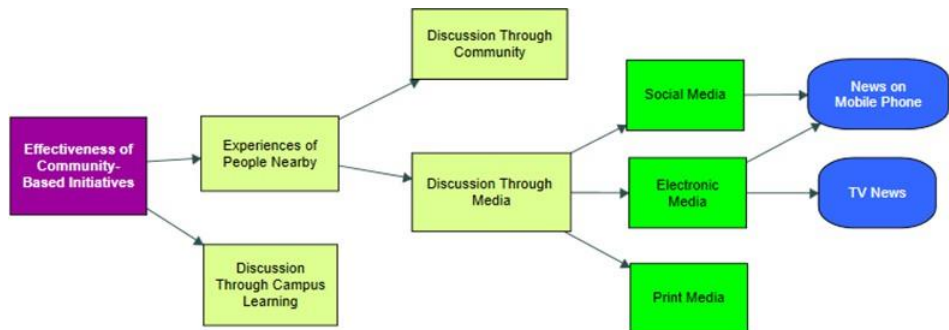 Effectiveness of
Community-
Based Initiatives
Experiences of
People Nearby
Discussion
Through Campus
Learning
Discussion Through
Community
Discussion Through
Media
Social Media
Electronic
Media
Print Media
News on
Mobile Phone
TV News